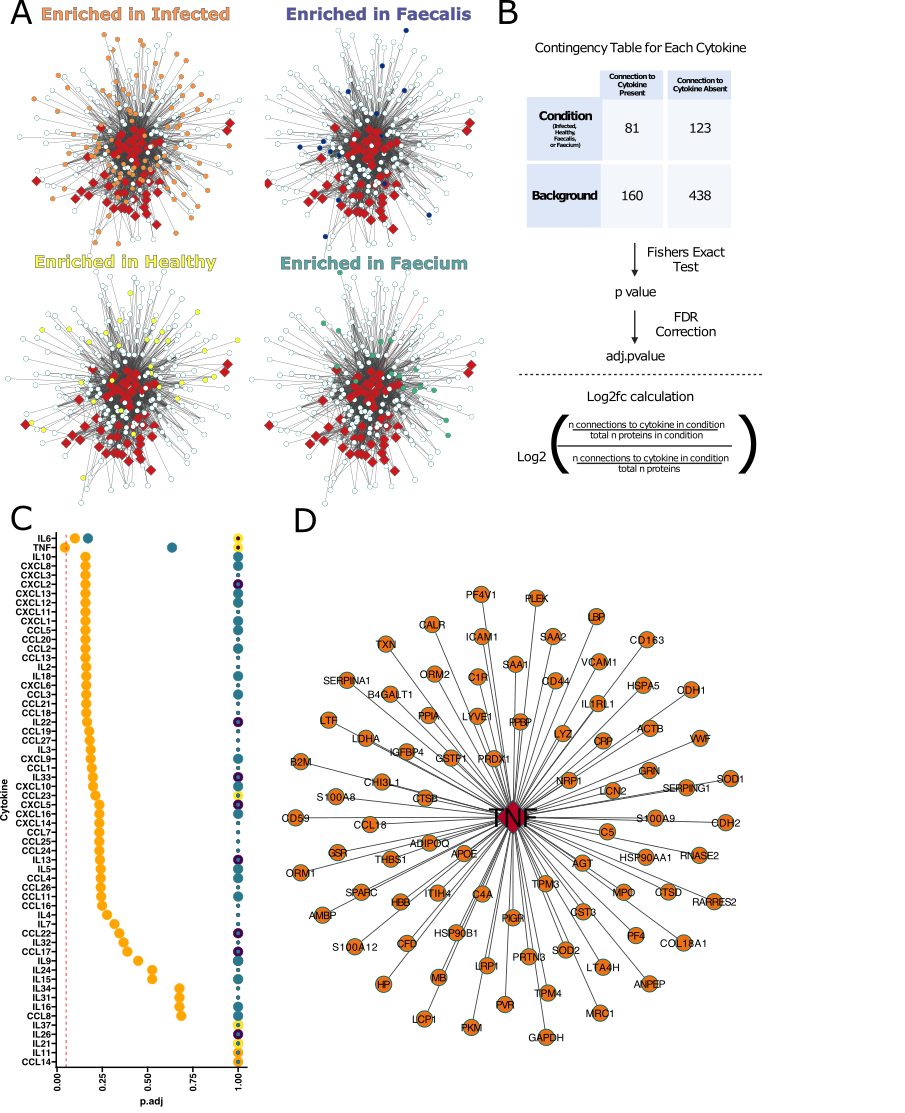 A
Enriched in Infected
Enriched in Faecalis
Enriched in Healthy
Enriched in Faecium
B
Contingency Table for Each Cytokine
Connection to
Cytokine
Present
Connection to
Cytokine Absent
Condition
(Infected,
Healthy,
Faecalis,
or Faecium)
81
123
Background
160
438
Fishers Exact
Test
p value
FDR
Correction
adj.pvalue
Log2fc calculation
Log2
(
n connections to cytokine in condition
total n proteins in condition
n connections to cytokine in condition
total n proteins
)
C
Cytokine
IL6
TNF
IL10
CXCL8
CXCL3
CXCL2
CXCL13
CXCL12
CXCL11
CXCL1
CCL5
CCL20
CCL2
CCL13
IL2
IL18
CXCL6
CCL3
CCL21
CCL18
IL22
CCL19
CCL27
IL3
CXCL9
CCL1
IL33
CXCL10
CCL23
CXCL5
CXCL16
CXCL14
CCL7
CCL25
CCL24
IL13
IL5
CCL4
CCL26
CCL11
CCL16
IL4
IL7
CCL22
IL32
CCL17
IL9
IL24
IL15
IL34
IL31
IL16
CCL8
IL37
IL26
IL21
IL11
CCL14
0.00
0.25
0.50
0.75
1.00
p.adj
D
PF4V1
PLEK
LBP
CALR
ICAM1
SAA2
CD163
TXN
SAA1
VCAM1
ORM2
C1R
CD44
HSPA5
CDH1
SERPINA1
B4GALT1
IL1RL1
LTF
PPIA
LYVE1
PPBP
LYZ
ACTB
VWF
LDHA
CRP
IGFBP4
GSTP1
PRDX1
B2M
GRN
SOD1
CHI3L1
NRP1
LCN2
SERPING1
S100A8
CTSB
CD59
CCL18
TNF
S100A9
CDH2
C5
ADIPOQ
GSR
THBS1
APOE
HSP90AA1
RNASE2
ORM1
AGT
SPARC
HBB
ITIH4
C4A
TPM3
MPO
CTSD
RARRES2
AMBP
PIGR
CST3
HSP90B1
PF4
COL18A1
S100A12
CFD
SOD2
LRP1
PRTN3
LTA4H
HP
MB
ANPEP
TPM4
PVR
MRC1
LCP1
PKM
GAPDH